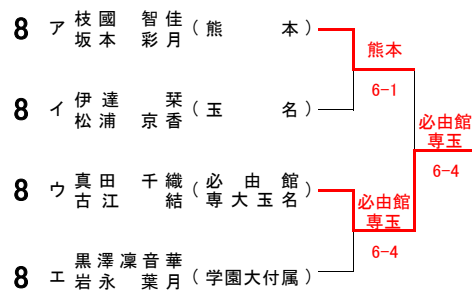 8 ア 枝國 智佳 ( 熊 本 )
坂本 彩月
熊本
6-1
8 イ 伊達 栞 ( 玉 名 )
松浦 京香
必由館
専玉
6-4
8 ウ 真田 千織 ( 必由館
古江 結 専大玉名 )
必由館
専玉
6-4
8 エ 黒澤凜音華 ( 学園大付属 )
岩永 葉月